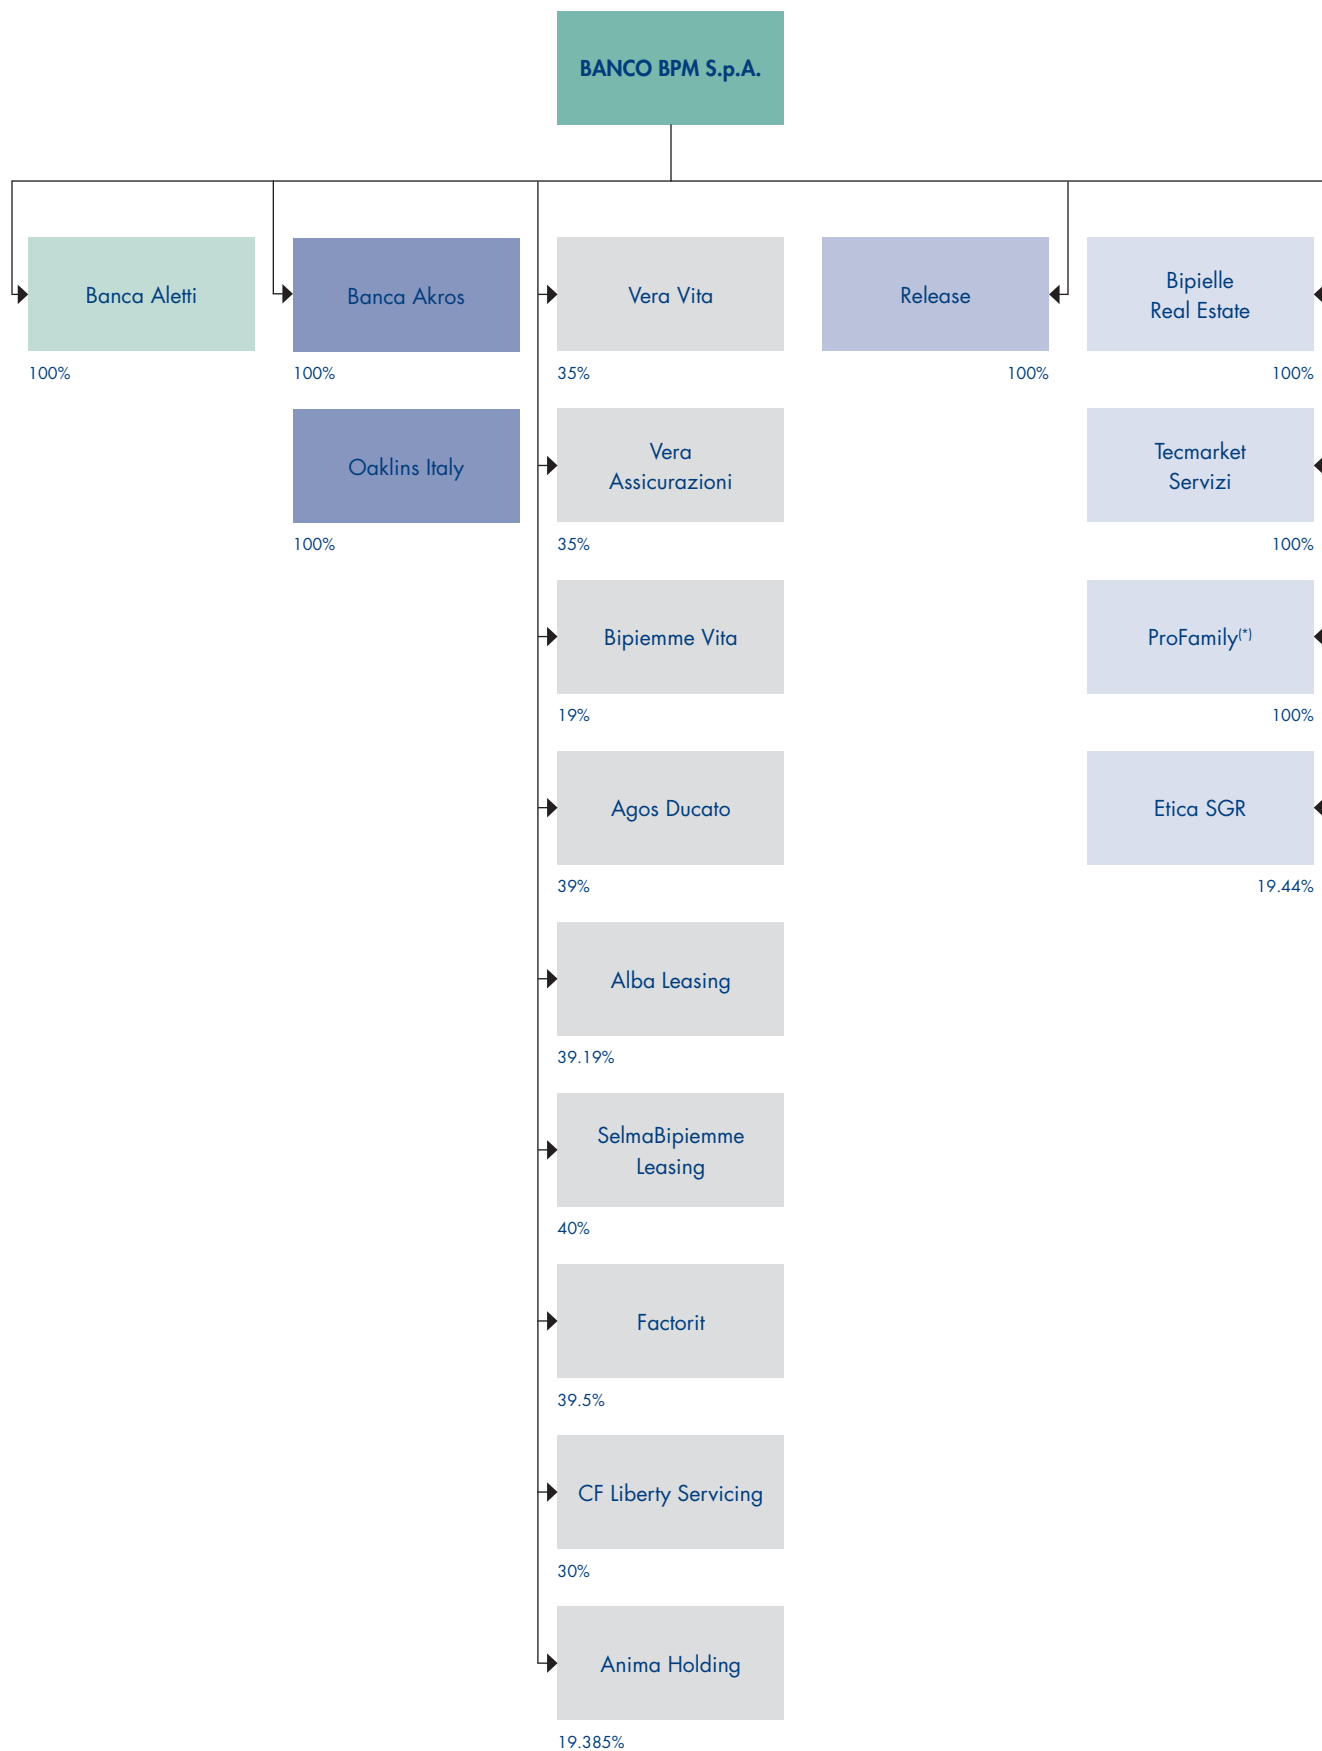 BANCO BPM S.p.A.
Banca Aletti
100%
Banca Akros
100%
Oaklins Italy
100%
Vera Vita
35%
Vera
Assicurazioni
35%
Bipiemme Vita
19%
Agos Ducato
39%
Alba Leasing
39.19%
SelmaBipiemme
Leasing
40%
Factorit
39.5%
CF Liberty Servicing
30%
Anima Holding
19.385%
Release
100%
Bipielle
Real Estate
100%
Tecmarket
Servizi
100%
ProFamily(*)
100%
Etica SGR
19.44%